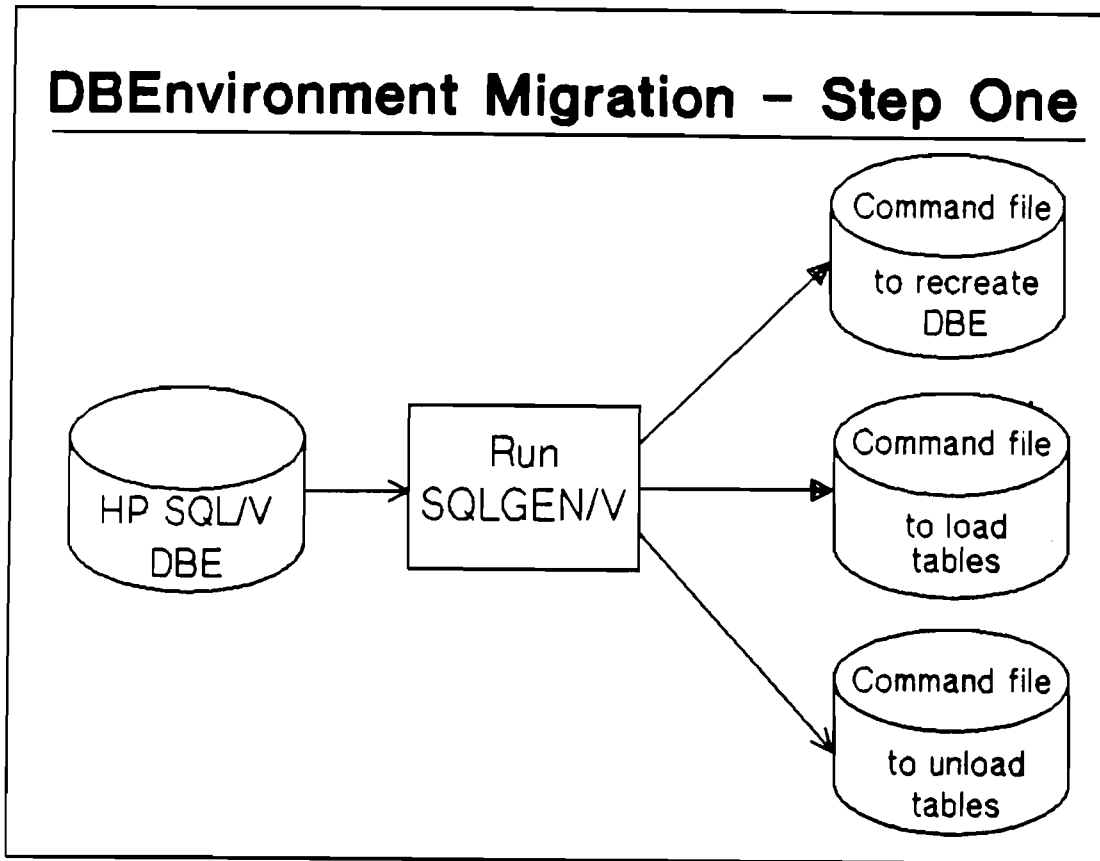 DBEnvironment Migration - Step One
Command file
to recreate
DBE
HP SQL/V
DBE
Run
SQLGEN/V
Command file
to load
tables
Command file
to unload
tables